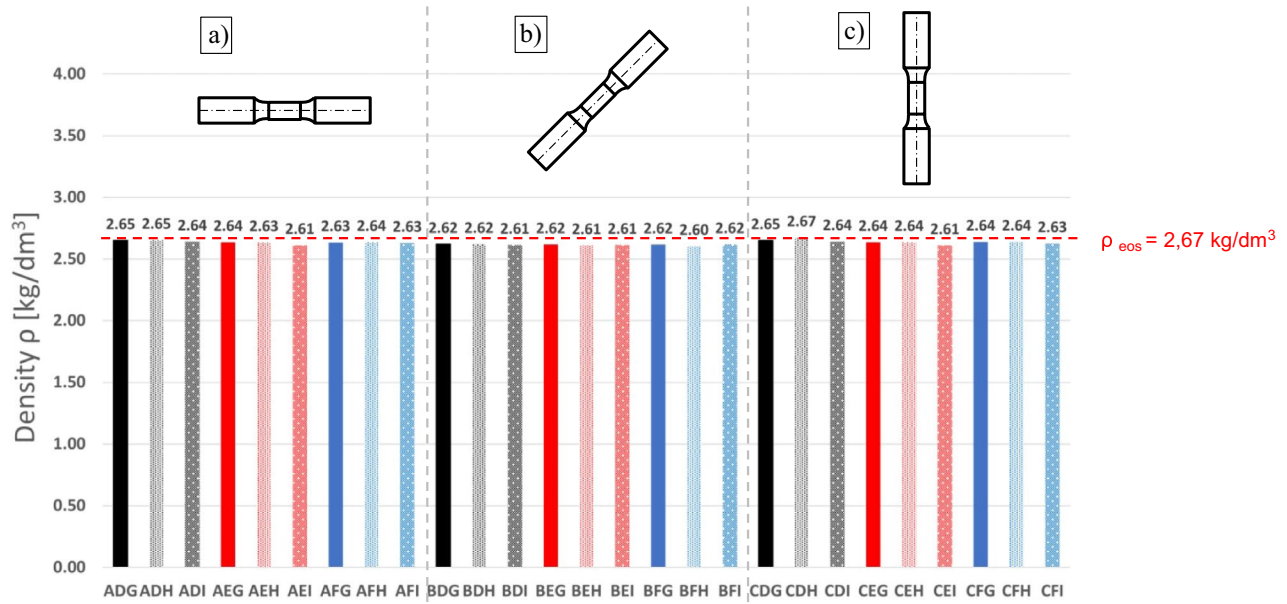 a)
b)
c)
4.00
3.50
3.00
2.50
2.00
1.50
1.00
0.50
0.00
Density ρ [kg/dm³]
2.65 2.65 2.64 2.64 2.63 2.61 2.63 2.64 2.63 2.62 2.62 2.61 2.62 2.61 2.61 2.62 2.60 2.62 2.65 2.67 2.64 2.64 2.64 2.61 2.64 2.64 2.63
ρ eos = 2,67 kg/dm³
ADG ADH ADI AEG AEH AEI AFG AFH AFI BDG BDH BDI BEG BEH BEI BFG BFH BFI CDG CDH CDI CEG CEH CEI CFG CFH CFI